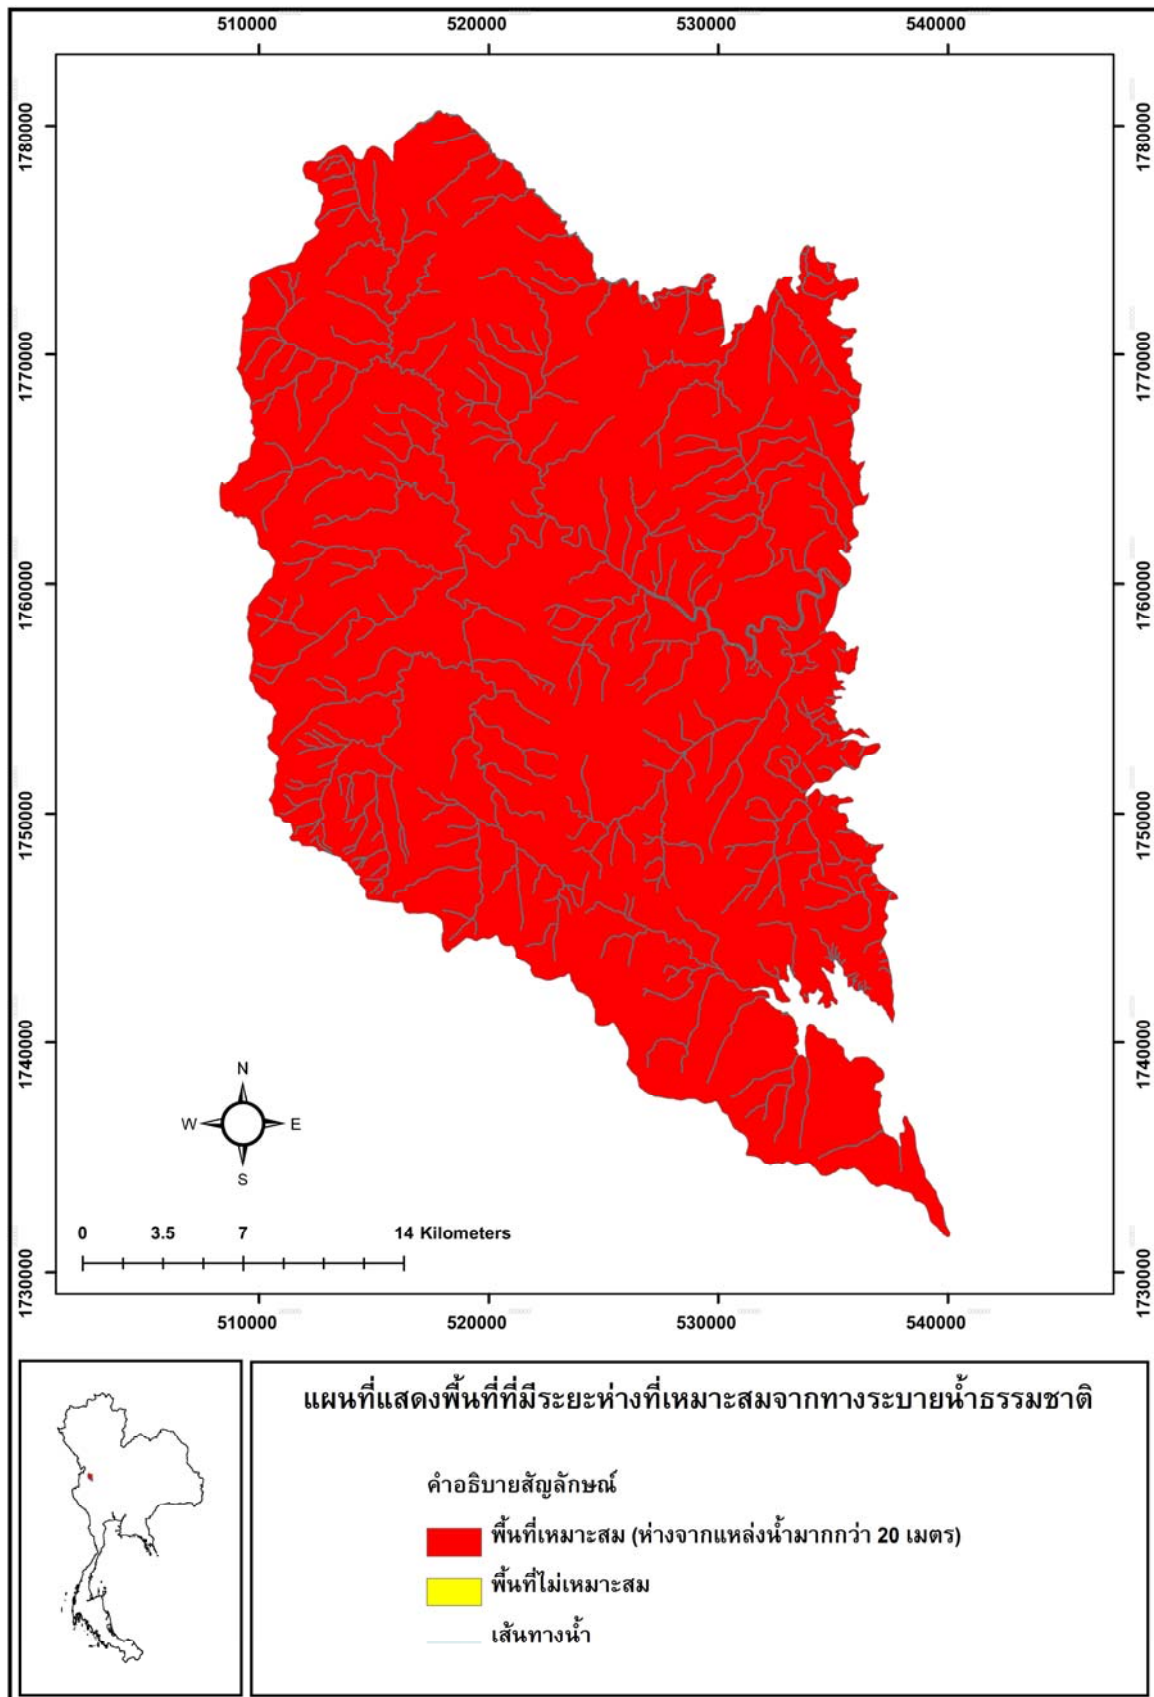 510000 520000 530000 540000
1780000 1780000
1770000 1770000
1760000 1760000
1750000 1750000
1740000 1740000
1730000 1730000
N
W E
S
0 3.5 7 14 Kilometers
510000 520000 530000 540000
แผนที่แสดงพื้นที่ที่มีระยะห่างที่เหมาะสมจากทางระบายน้ำธรรมชาติ
คำอธิบายสัญลักษณ์
พื้นที่เหมาะสม (ห่างจากแหล่งน้ำมากกว่า 20 เมตร)
พื้นที่ไม่เหมาะสม
เส้นทางน้ำ